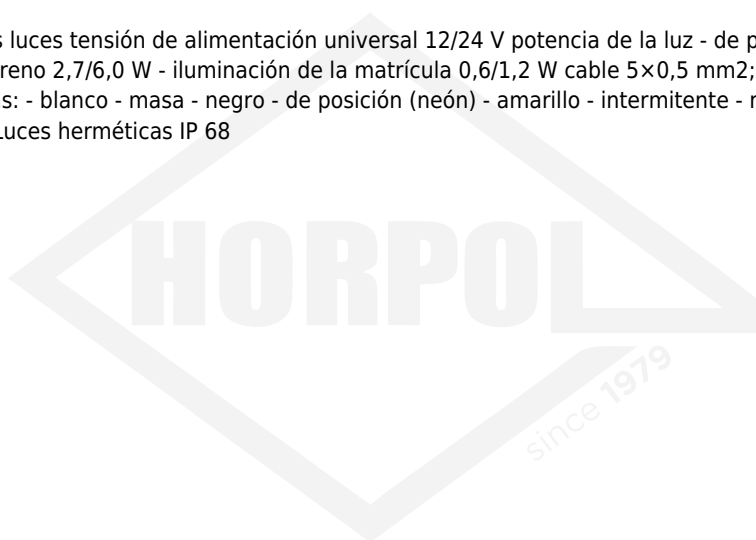 luces tensión de alimentación universal 12/24 V potencia de la luz - de
reno 2,7/6,0 W - iluminación de la matrícula 0,6/1,2 W cable 5×0,5 mm2;
- blanco - masa - negro - de posición (neón) - amarillo - intermitente -
Luces herméticas IP 68
HORPOL
since 1979